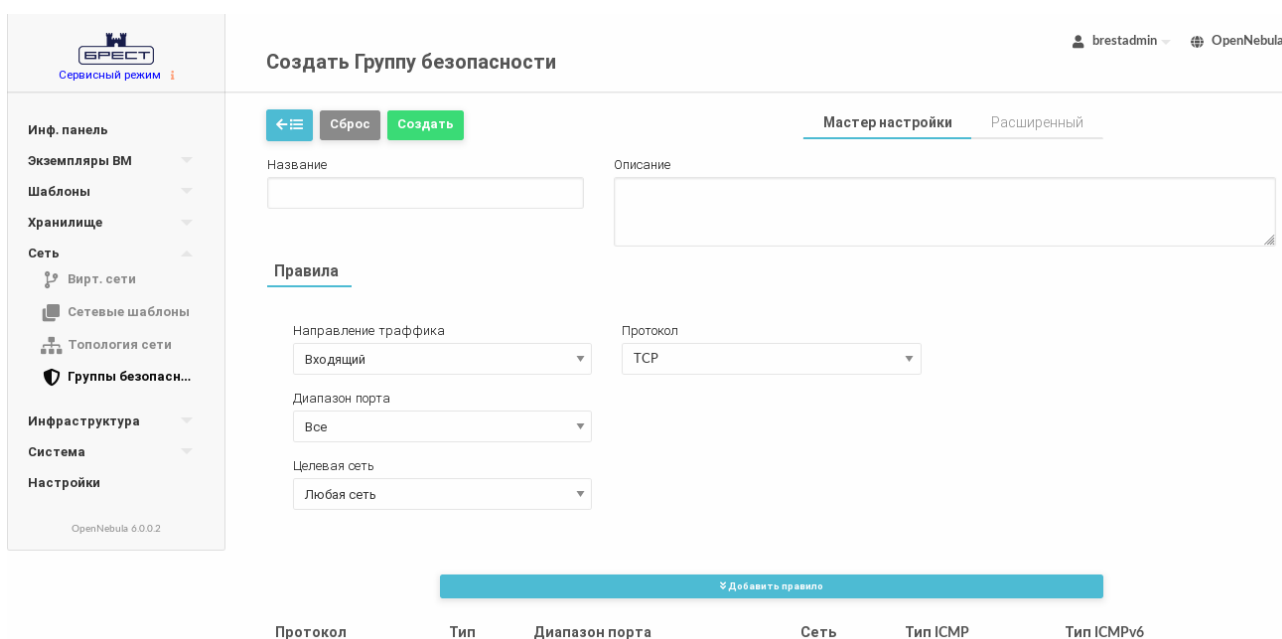 БРЕСТ
Сервисный режим i
Создать Группу безопасности
brestadmin
OpenNebula
Инф. панель
Экземпляры ВМ
Шаблоны
Хранилище
Сеть
Вирт. сети
Сетевые шаблоны
Топология сети
Группы безопасн...
Инфраструктура
Система
Настройки
OpenNebula 6.0.0.2
Сброс
Создать
Мастер настройки
Расширенный
Название
Описание
Правила
Направление траффика
Протокол
Входящий
TCP
Диапазон порта
Все
Целевая сеть
Любая сеть
Добавить правило
Протокол
Тип
Диапазон порта
Сеть
Тип ICMP
Тип ICMPv6